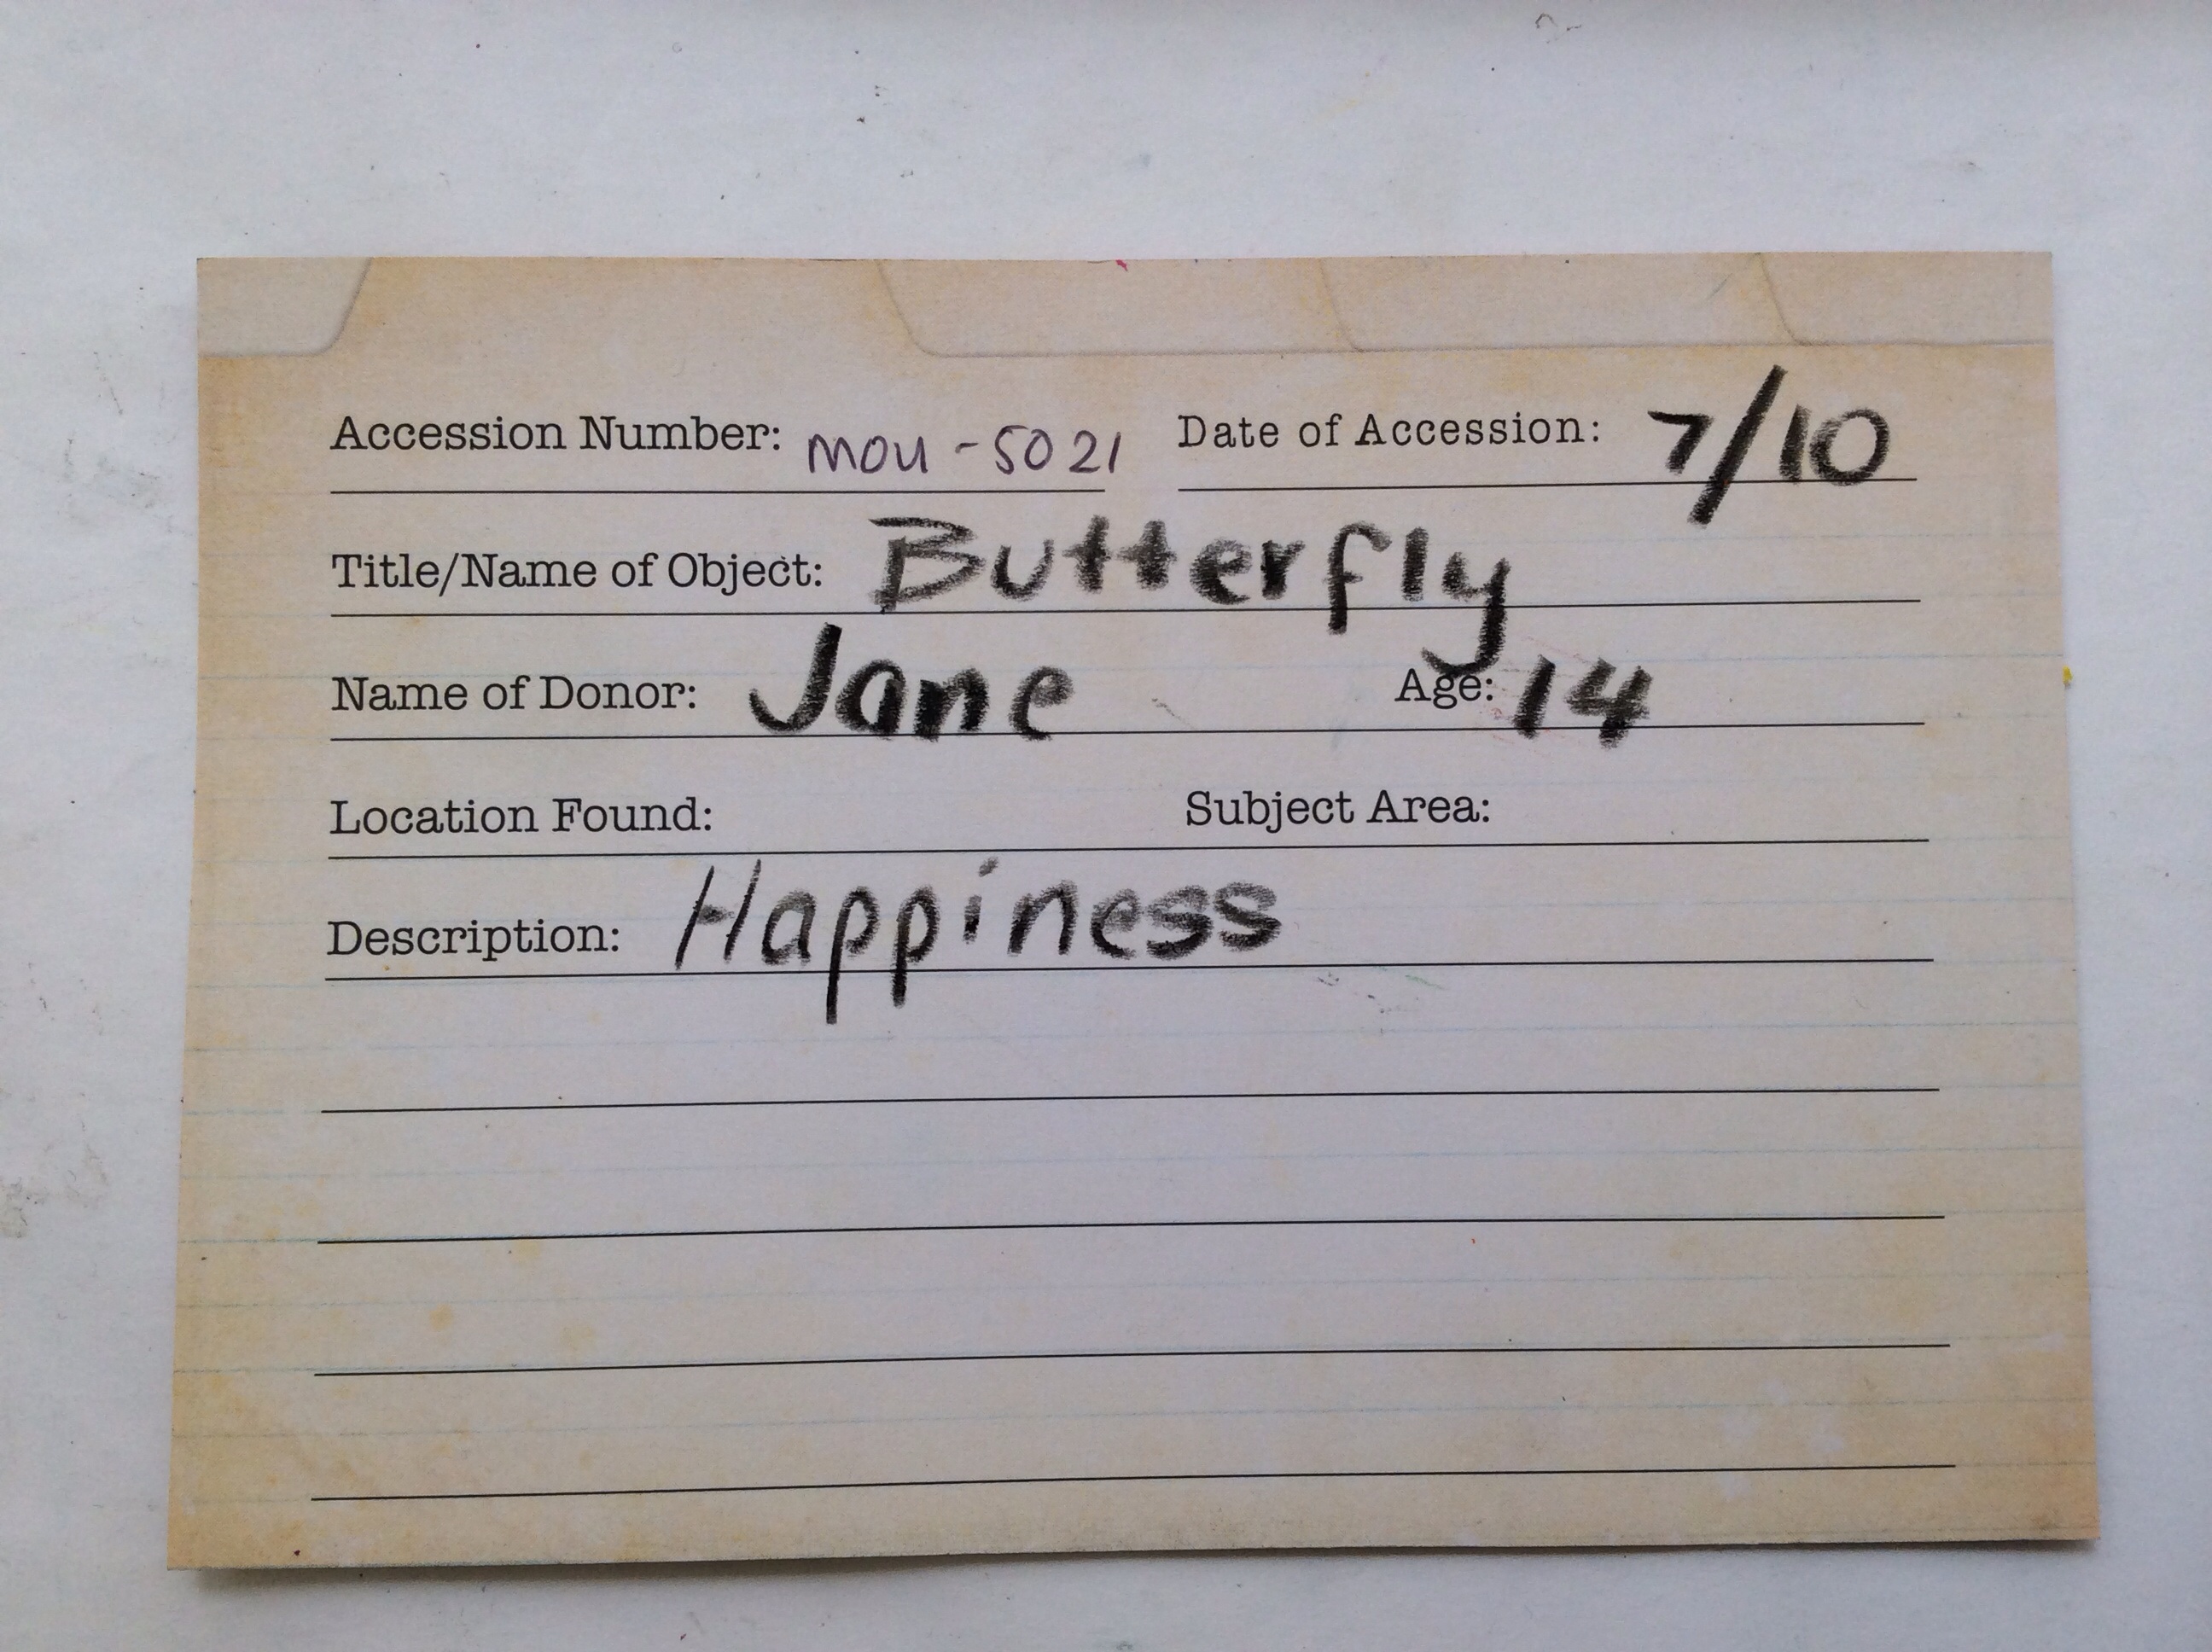 Accession Number: MOU-5021 Date of Accession: 7/10
Title/Name of Object: Butterfly
Name of Donor: Jane Age: 14
Location Found: Subject Area:
Description: Happiness